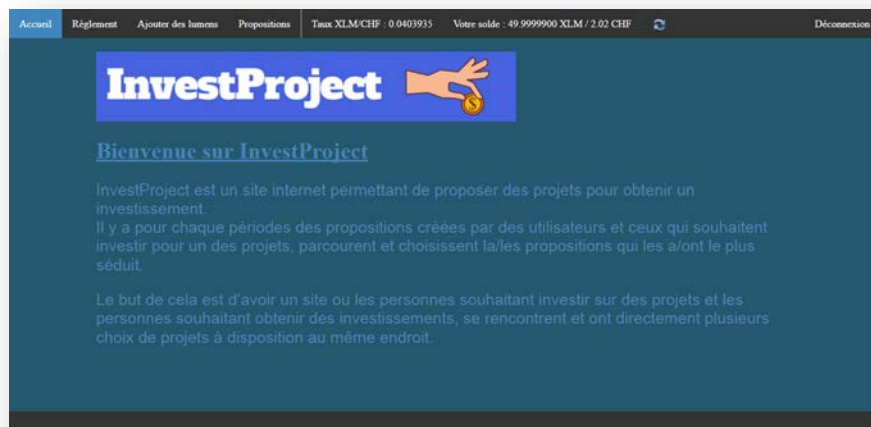 Accueil Règlement Ajouter des lumens Propositions Taux XLM/CHF : 0.0403935 Votre solde : 49.9999900 XLM / 2.02 CHF Déconnexion
InvestProject
$
Bienvenue sur InvestProject
InvestProject est un site internet permettant de proposer des projets pour obtenir un
investissement.
Il y a pour chaque périodes des propositions créées par des utilisateurs et ceux qui souhaitent
investir pour un des projets, parcourent et choisissent la/les propositions qui les a/ont le plus
séduit.
Le but de cela est d'avoir un site ou les personnes souhaitant investir sur des projets et les
personnes souhaitant obtenir des investissements, se rencontrent et ont directement plusieurs
choix de projets à disposition au même endroit.